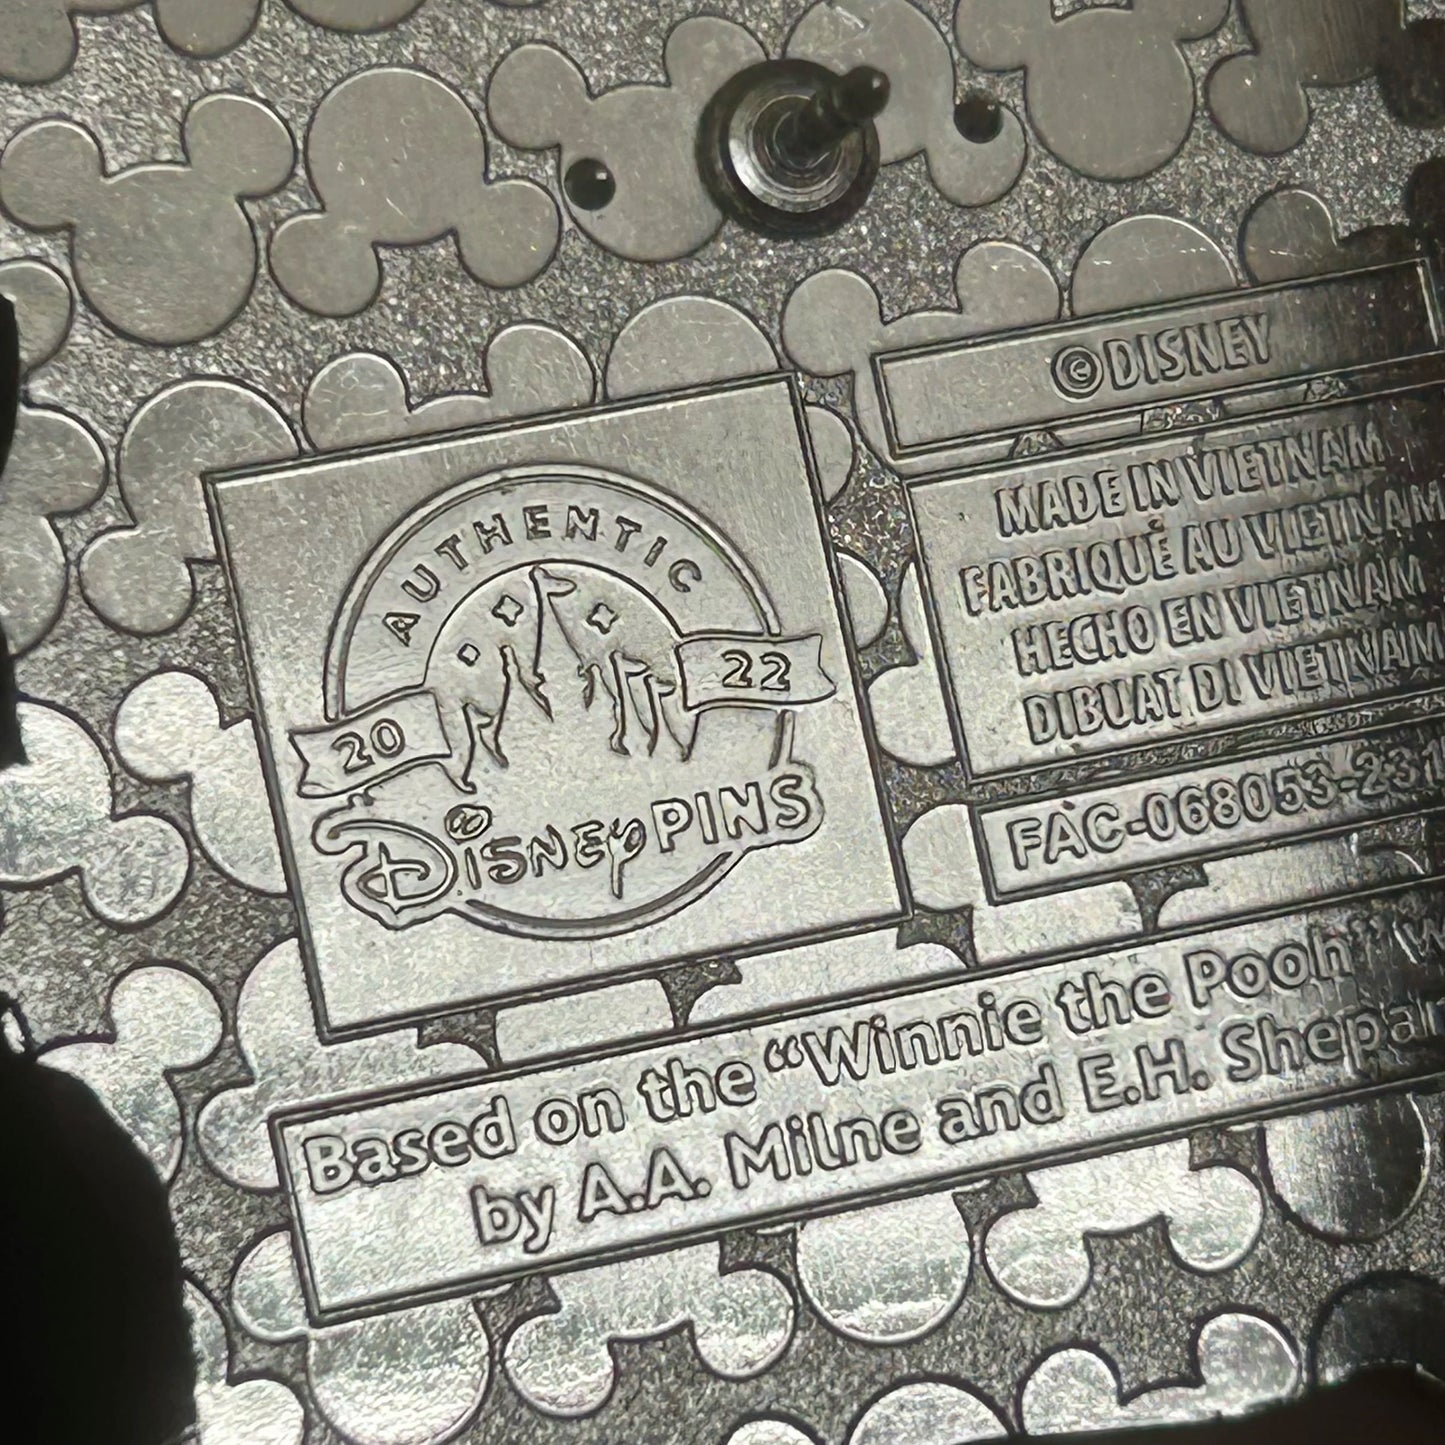 AUTHENTIC
20 22
Disney PINS
©DISNEY
MADE IN VIETNAM
FABRIQUÉ AU VIETNAM
HECHO EN VIETNAM
DIBUAT DI VIETNAM
FAC-068053-231
Based on the “Winnie the Pooh”
by A.A. Milne and E.H.